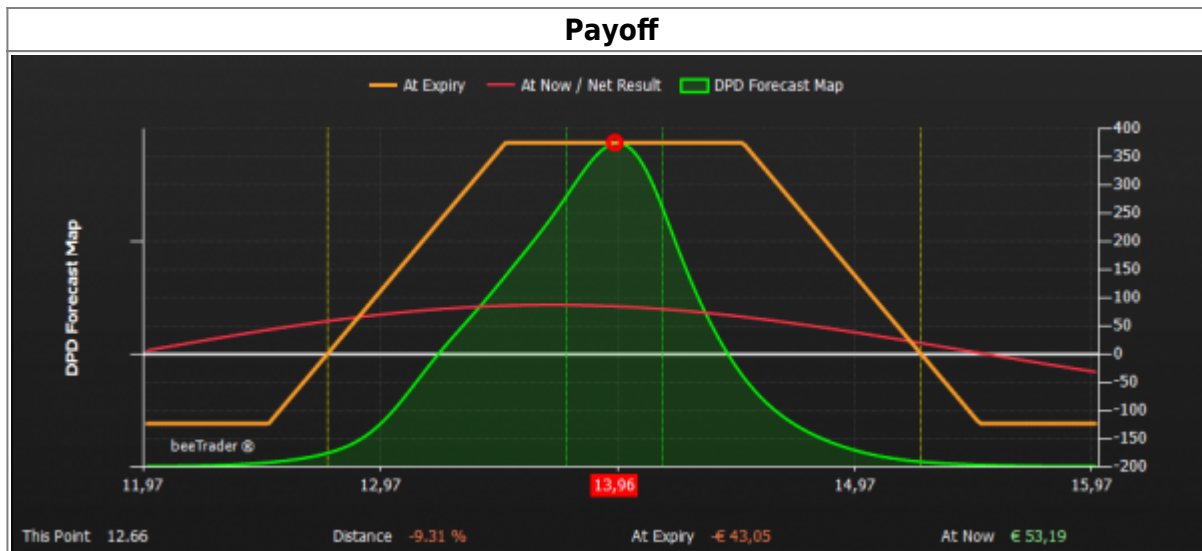 Payoff
At Expiry At Now / Net Result DPD Forecast Map
400
350
300
250
200
150
100
50
0
-50
-100
-150
-200
DPD Forecast Map
beeTrader ®
11,97 12,97 13,96 14,97 15,97
This Point 12.66 Distance -9.31 % At Expiry -€ 43,05 At Now € 53,19